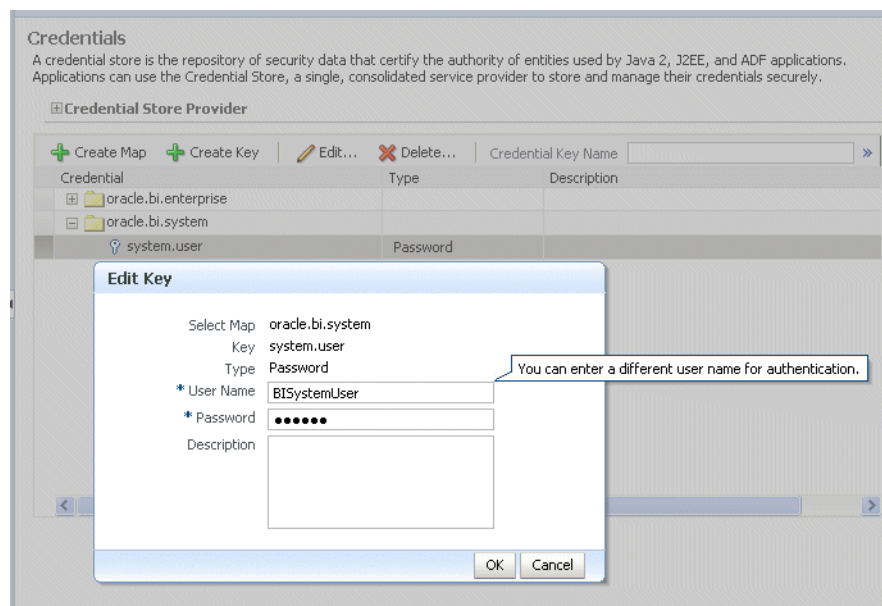 Credentials
A credential store is the repository of security data that certify the authority of entities used by Java 2, J2EE, and ADF applications.
Applications can use the Credential Store, a single, consolidated service provider to store and manage their credentials securely.
Credential Store Provider
Create Map Create Key Edit... Delete... Credential Key Name »
Credential Type Description
oracle.bi.enterprise
oracle.bi.system
system.user Password
Edit Key
Select Map oracle.bi.system
Key system.user
Type Password
You can enter a different user name for authentication.
* User Name BISystemUser
* Password ••••••
Description
OK Cancel